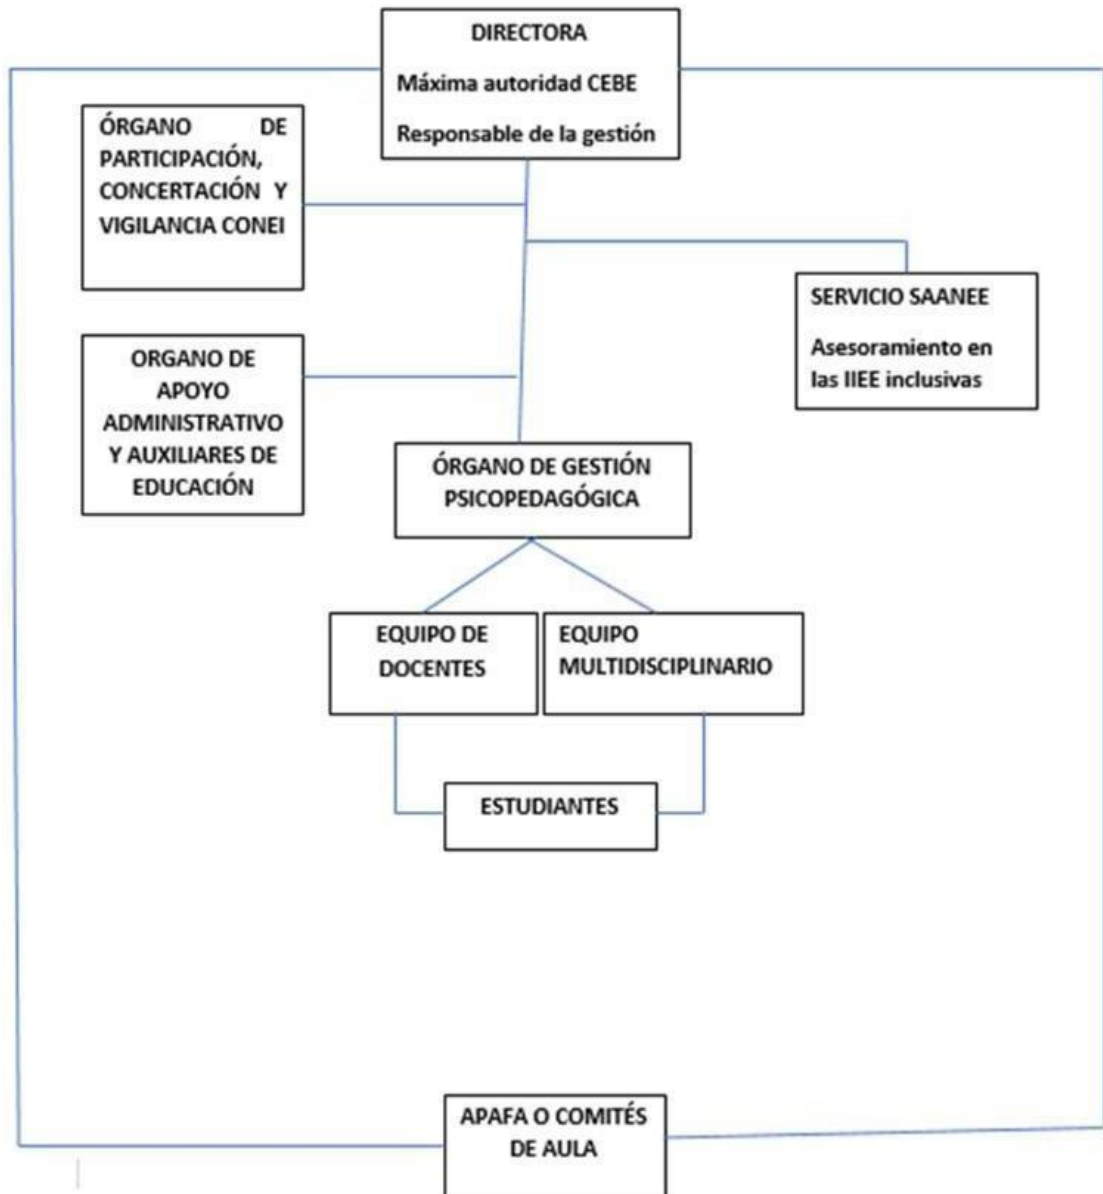 DIRECTORA
Máxima autoridad CEBE
Responsable de la gestión
ÓRGANO DE
PARTICIPACIÓN,
CONCERTACIÓN Y
VIGILANCIA CONEI
SERVICIO SAANEE
Asesoramiento en
las IIEE inclusivas
ORGANO DE
APOYO
ADMINISTRATIVO
Y AUXILIARES DE
EDUCACIÓN
ÓRGANO DE GESTIÓN
PSICOPEDAGÓGICA
EQUIPO DE
DOCENTES
EQUIPO
MULTIDISCIPLINARIO
ESTUDIANTES
APAFA O COMITÉS
DE AULA